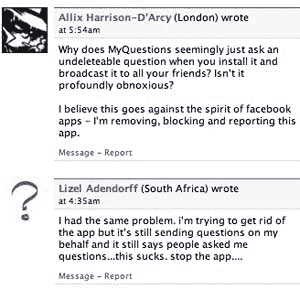 Allix Harrison-D'Arcy (London) wrote
at 5:54am
Why does MyQuestions seemingly just ask an
undeleteable question when you install it and
broadcast it to all your friends? Isn't it
profoundly obnoxious?
I believe this goes against the spirit of facebook
apps - I'm removing, blocking and reporting this
app.
Message - Report
?
Lizel Adendorff (South Africa) wrote
at 4:35am
I had the same problem. i'm trying to get rid of
the app but it's still sending questions on my
behalf and it still says people asked me
questions...this sucks. stop the app....
Message - Report